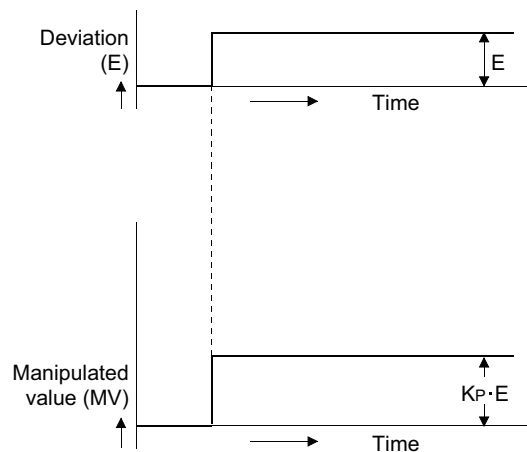 Deviation
(E)
E
Time
Manipulated
value (MV)
KP·E
Time